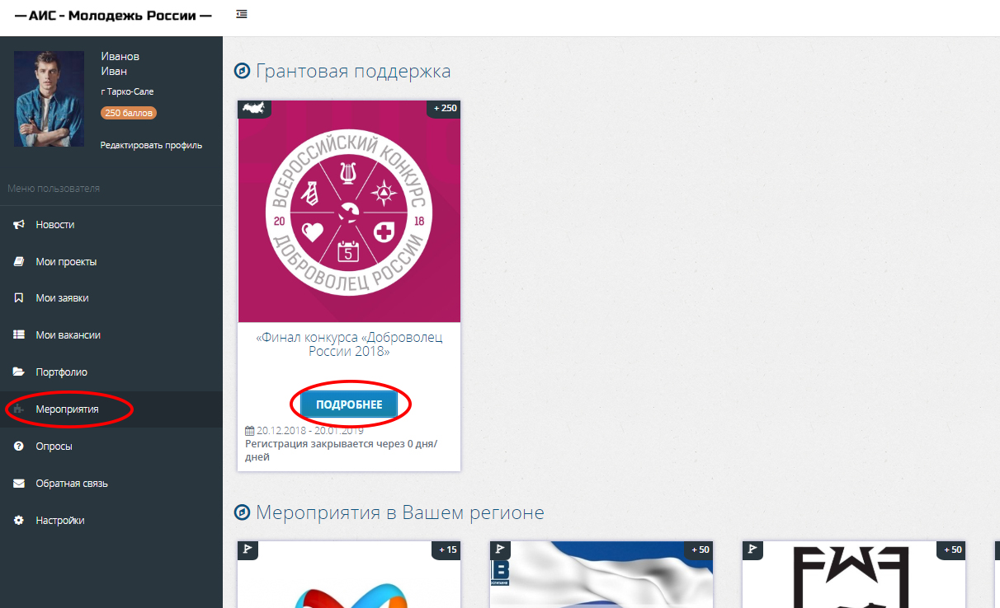 — АИС - Молодежь России —
Иванов
Иван
г Тарко-Сале
250 баллов
Редактировать профиль
Меню пользователя
Новости
Мои проекты
Мои заявки
Мои вакансии
Портфолио
Мероприятия
Опросы
Обратная связь
Настройки
Грантовая поддержка
+ 250
ВСЕРОССИЙСКИЙ КОНКУРС
20 18
5
ДОБРОВОЛЕЦ РОССИИ
«Финал конкурса «Доброволец
России 2018»
ПОДРОБНЕЕ
20.12.2018 - 20.01.2019
Регистрация закрывается через 0 дня/
дней
Мероприятия в Вашем регионе
+ 15
+ 50
+ 50